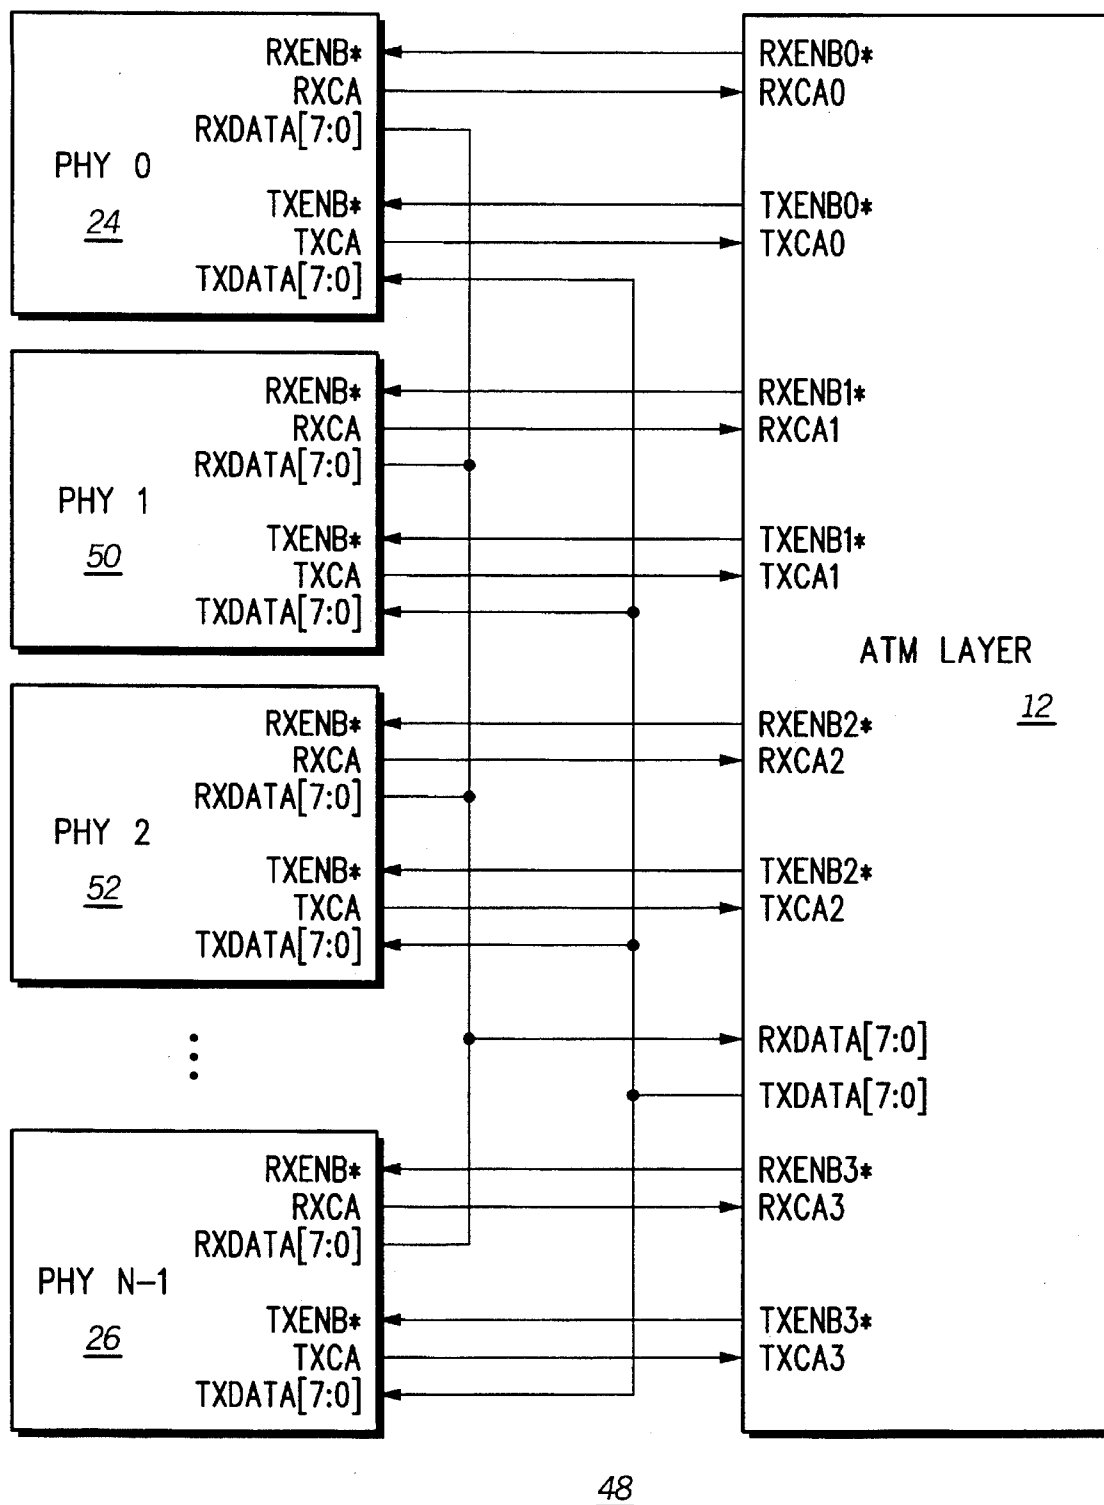 RXENB*
RXCA
RXDATA[7:0]
PHY 0
24
TXENB*
TXCA
TXDATA[7:0]
RXENB*
RXCA
RXDATA[7:0]
PHY 1
50
TXENB*
TXCA
TXDATA[7:0]
RXENB*
RXCA
RXDATA[7:0]
PHY 2
52
TXENB*
TXCA
TXDATA[7:0]
RXENB*
RXCA
RXDATA[7:0]
PHY N-1
26
TXENB*
TXCA
TXDATA[7:0]
RXENB0*
RXCA0
TXENB0*
TXCA0
RXENB1*
RXCA1
TXENB1*
TXCA1
ATM LAYER
12
RXENB2*
RXCA2
TXENB2*
TXCA2
RXDATA[7:0]
TXDATA[7:0]
RXENB3*
RXCA3
TXENB3*
TXCA3
48